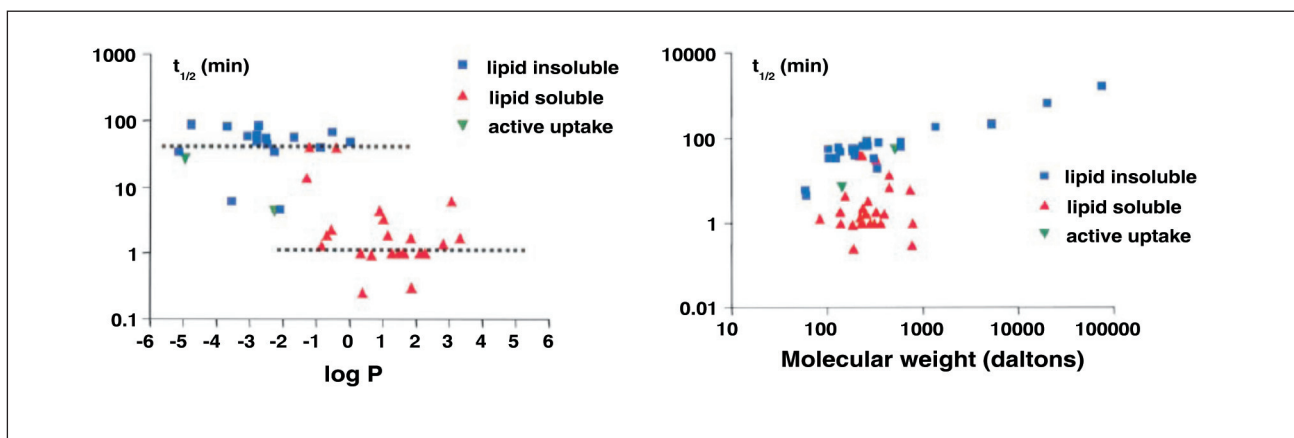 1000
100
10
1
0.1
t1/2 (min)
lipid insoluble
lipid soluble
active uptake
-6 -5 -4 -3 -2 -1 0 1 2 3 4 5 6
log P
10000
100
1
0.01
t1/2 (min)
lipid insoluble
lipid soluble
active uptake
10 100 1000 10000 100000
Molecular weight (daltons)